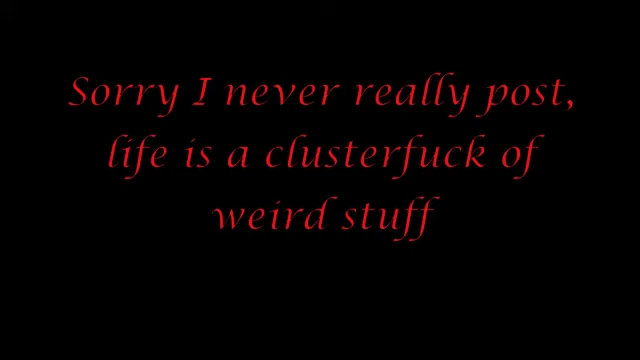 Sorry I never really post,
life is a clusterfuck of
weird stuff